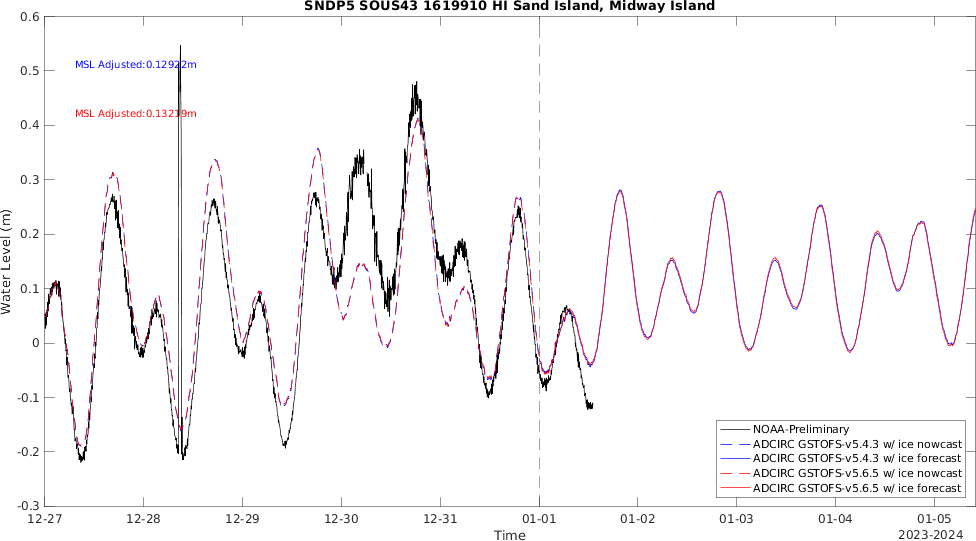 SNDP5 SOUS43 1619910 HI Sand Island, Midway Island
Water Level (m)
0.6
0.5
0.4
0.3
0.2
0.1
0
-0.1
-0.2
-0.3
MSL Adjusted:0.12922m
MSL Adjusted:0.13219m
NOAA-Preliminary
ADCIRC GSTOFS-v5.4.3 w/ ice nowcast
ADCIRC GSTOFS-v5.4.3 w/ ice forecast
ADCIRC GSTOFS-v5.6.5 w/ ice nowcast
ADCIRC GSTOFS-v5.6.5 w/ ice forecast
12-27 12-28 12-29 12-30 12-31 01-01 01-02 01-03 01-04 01-05
Time
2023-2024